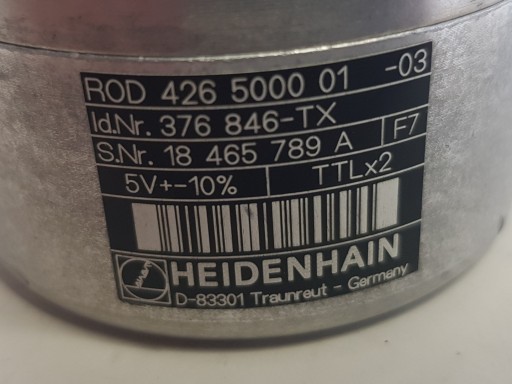 ROD 426 5000 01 -03
Id.Nr. 376 846-TX
S.Nr. 18 465 789 A F7
5V+-10% TTLx2
HEIDENHAIN
D-83301 Traunreut - Germany